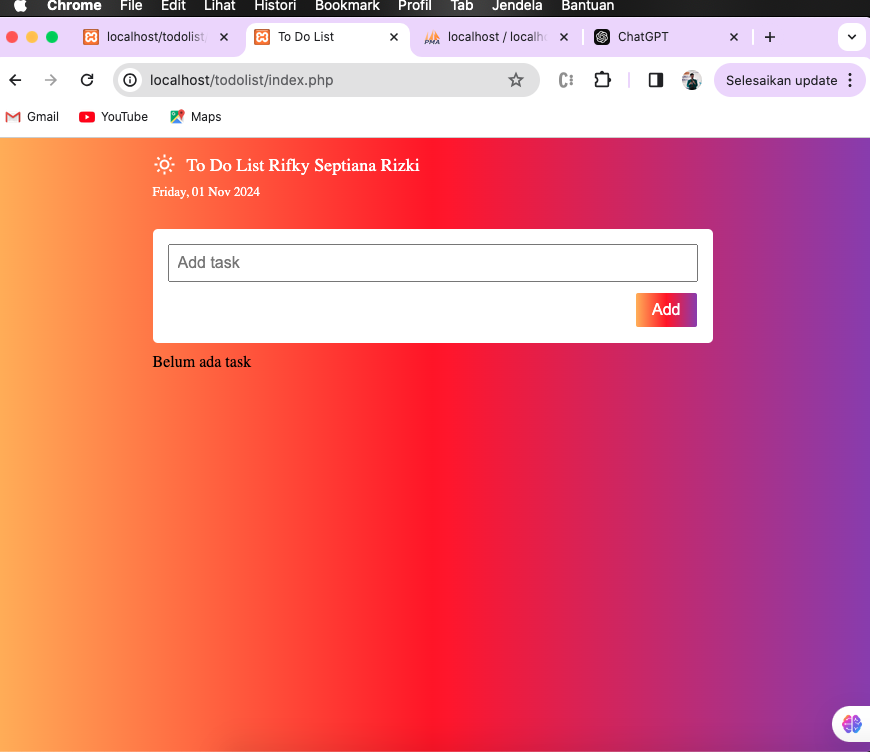 Chrome File Edit Lihat Histori Bookmark Profil Tab Jendela Bantuan
localhost/todolist To Do List localhost / localh ChatGPT
localhost/todolist/index.php Selesaikan update
Gmail YouTube Maps
To Do List Rifky Septiana Rizki
Friday, 01 Nov 2024
Add task
Add
Belum ada task